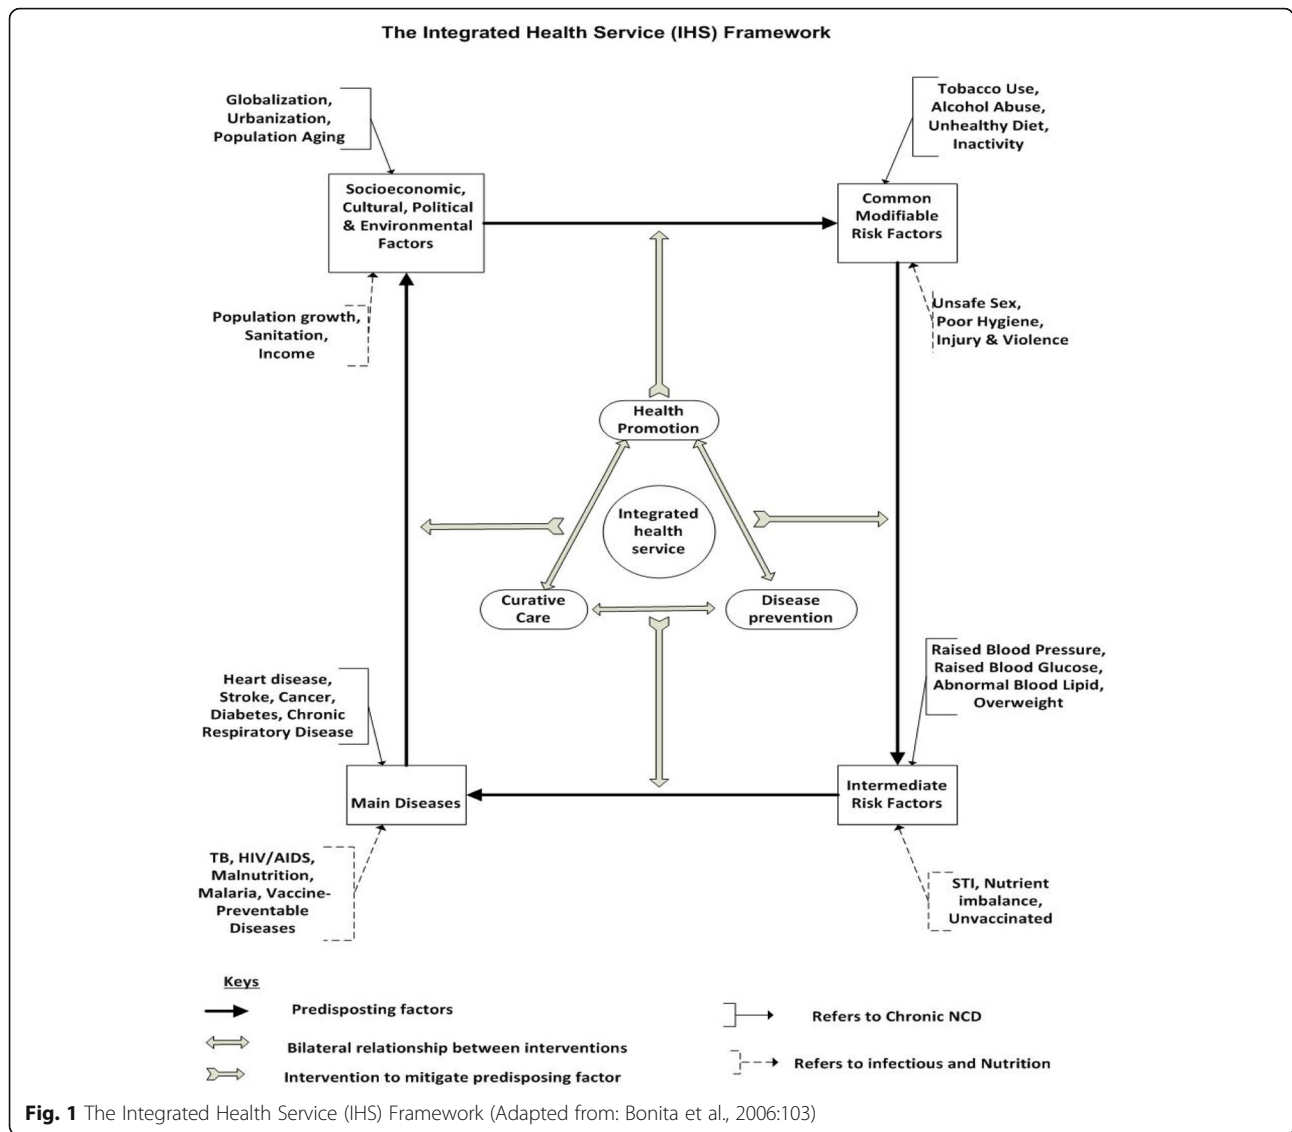 The Integrated Health Service (IHS) Framework
Globalization,
Urbanization,
Population Aging
Tobacco Use,
Alcohol Abuse,
Unhealthy Diet,
Inactivity
Socioeconomic,
Cultural, Political
& Environmental
Factors
Common
Modifiable
Risk Factors
Population growth,
Sanitation,
Income
Unsafe Sex,
Poor Hygiene,
Injury & Violence
Health
Promotion
Integrated
health
service
Curative
Care
Disease
prevention
Heart disease,
Stroke, Cancer,
Diabetes, Chronic
Respiratory Disease
Raised Blood Pressure,
Raised Blood Glucose,
Abnormal Blood Lipid,
Overweight
Main Diseases
Intermediate
Risk Factors
TB, HIV/AIDS,
Malnutrition,
Malaria, Vaccine-
Preventable
Diseases
STI, Nutrient
imbalance,
Unvaccinated
Keys
Predisposting factors
Bilateral relationship between interventions
Intervention to mitigate predisposing factor
Refers to Chronic NCD
Refers to infectious and Nutrition
Fig. 1 The Integrated Health Service (IHS) Framework (Adapted from: Bonita et al., 2006:103)